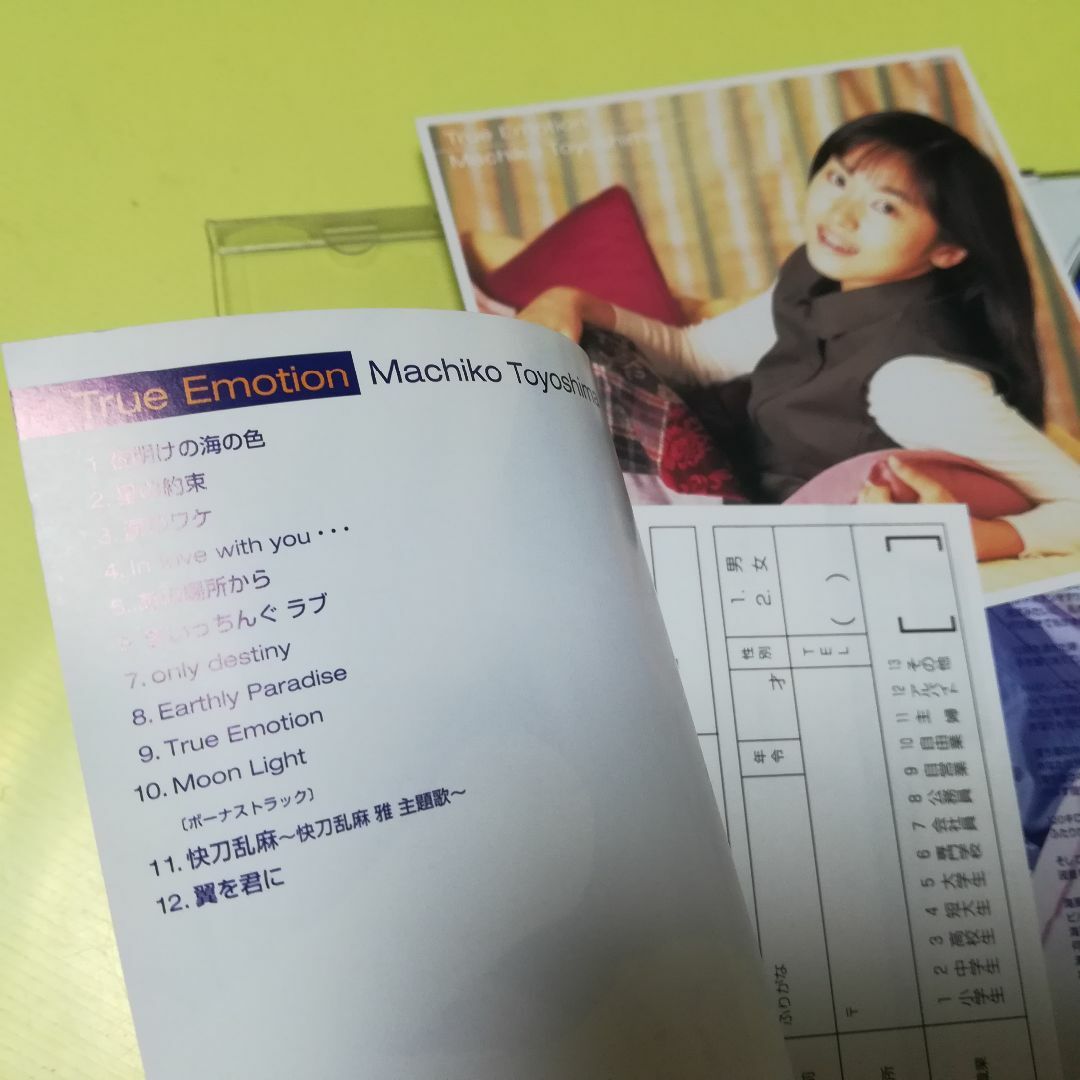 True Emotion
Machiko Toyoshima
True Emotion Machiko Toyoshima
1. 夜明けの海の色
2. 星の約束
3. ワケ
4. In love with you・・・
5. あの場所から
6. いっちんぐ ラブ
7. only destiny
8. Earthly Paradise
9. True Emotion
10. Moon Light
〔ボーナストラック〕
11. 快刀乱麻〜快刀乱麻 雅 主題歌〜
12. 翼を君に
性別
1. 男
2. 女
TEL
( )
年令
才
ふりがな
〒
1 小学生
2 中学生
3 高校生
4 短大生
5 大学生
6 専門学校
7 会社員
8 公務員
9 自営業
10 自由業
11 主婦
12 アルバイト
13 その他
[ ]